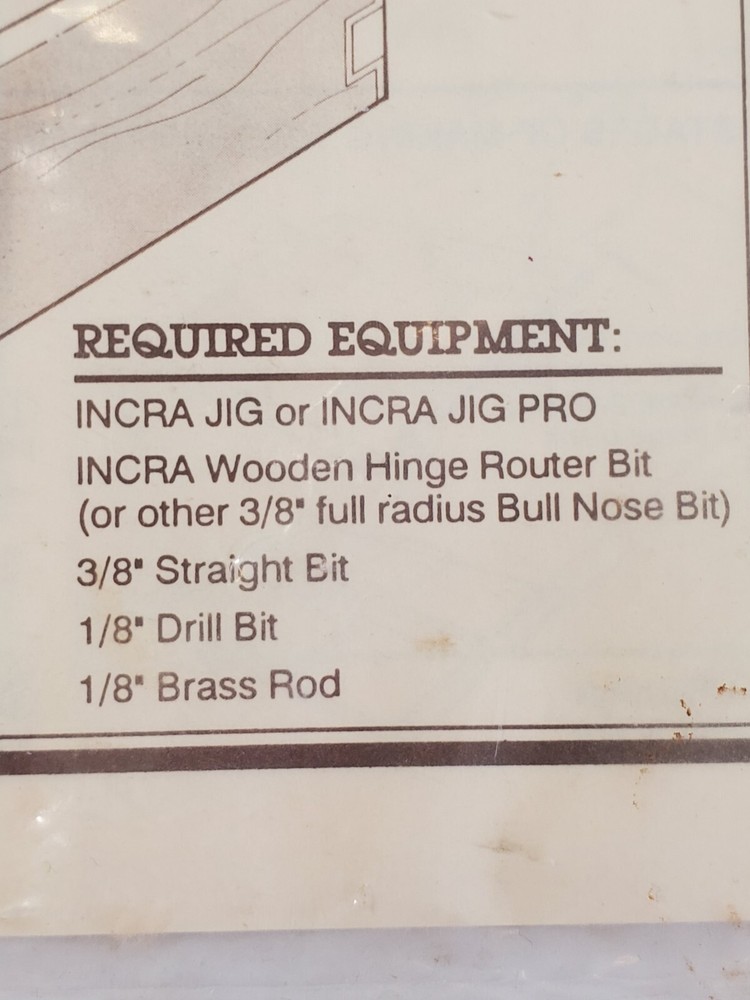 REQUIRED EQUIPMENT:
INCRA JIG or INCRA JIG PRO
INCRA Wooden Hinge Router Bit
(or other 3/8" full radius Bull Nose Bit)
3/8" Straight Bit
1/8" Drill Bit
1/8" Brass Rod